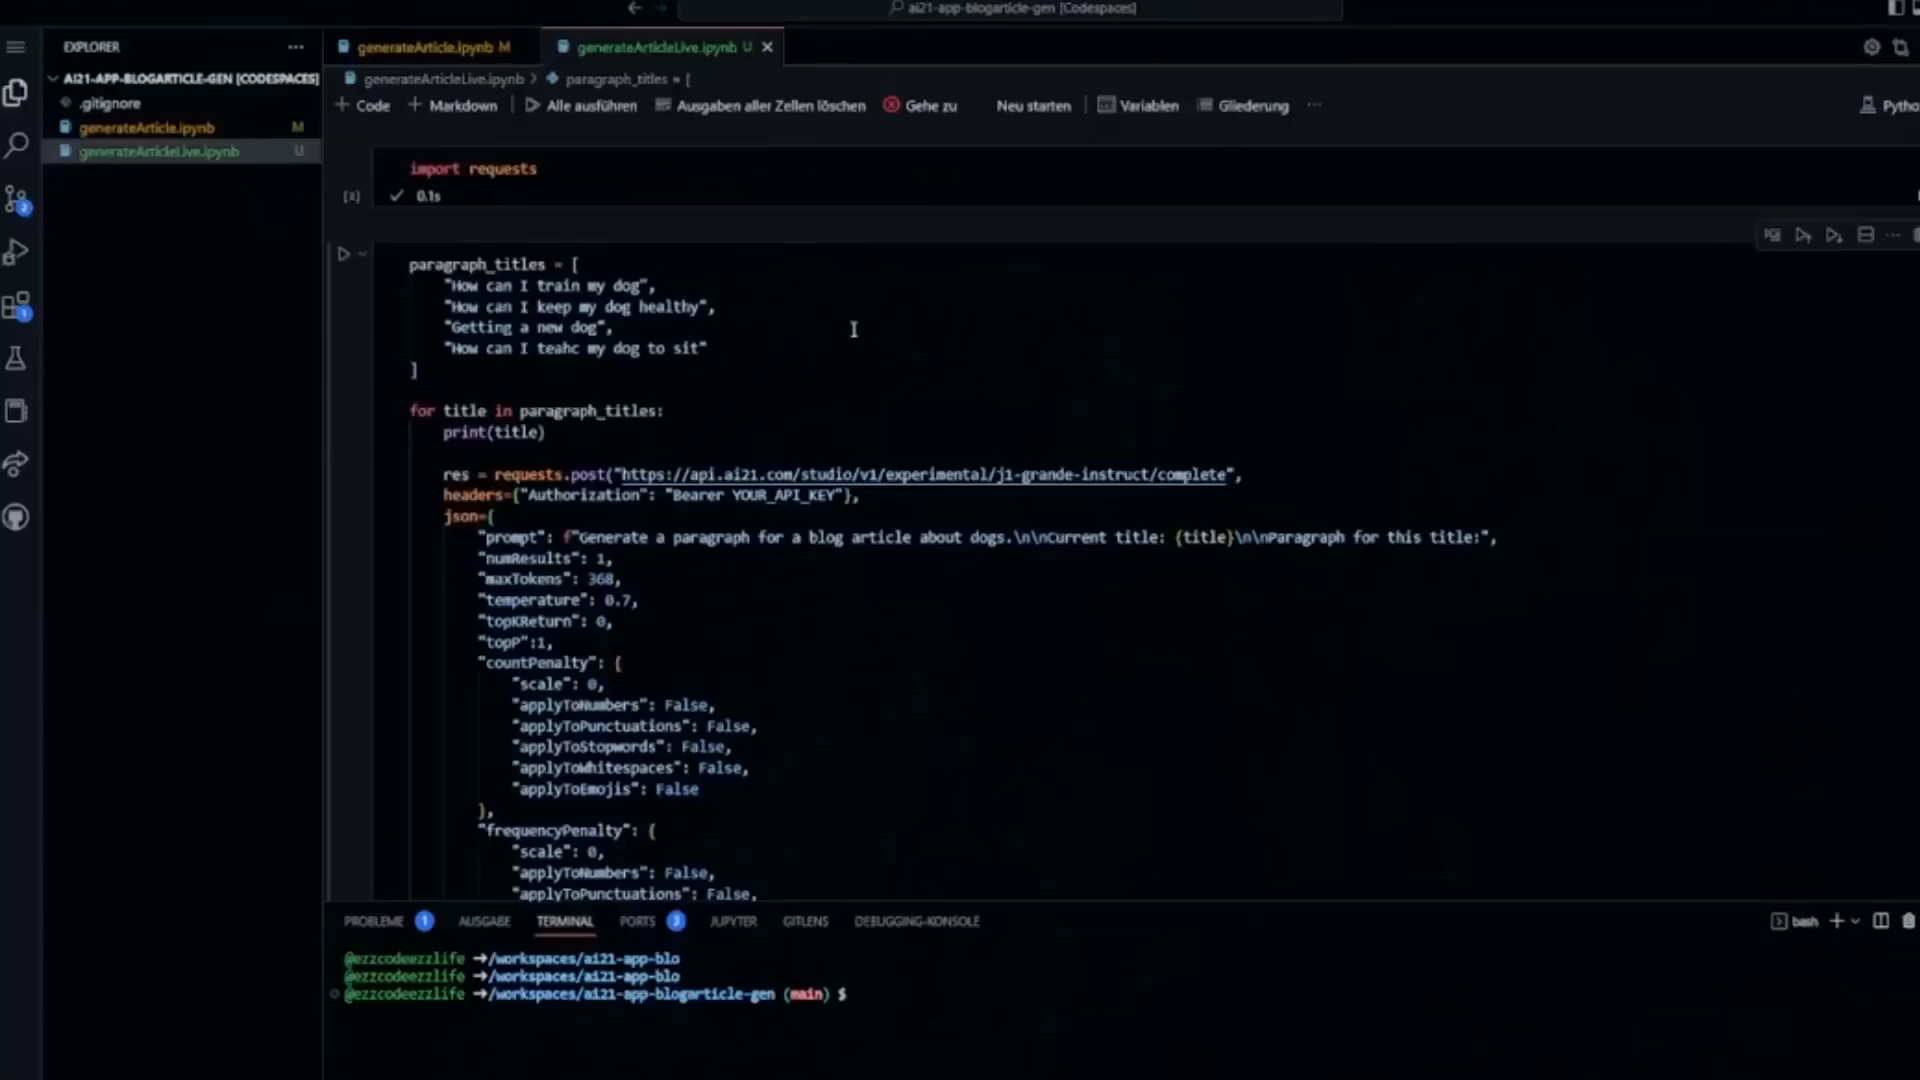 ai21-app-blogarticle-gen [Codespaces]
EXPLORER
AI21-APP-BLOGARTICLE-GEN [CODESPACES]
.gitignore
generateArticle.ipynb M
generateArticleLive.ipynb U
generateArticle.ipynb M
generateArticleLive.ipynb U
generateArticleLive.ipynb > paragraph_titles = [
+ Code + Markdown Alle ausführen Ausgaben aller Zellen löschen Gehe zu Neu starten Variablen Gliederung ...
import requests
[2] 0.1s
paragraph_titles = [
"How can I train my dog",
"How can I keep my dog healthy",
"Getting a new dog",
"How can I teahc my dog to sit"
]
for title in paragraph_titles:
print(title)
res = requests.post("https://api.ai21.com/studio/v1/experimental/j1-grande-instruct/complete",
headers={"Authorization": "Bearer YOUR_API_KEY"},
json={
"prompt": f"Generate a paragraph for a blog article about dogs.\n\nCurrent title: {title}\n\nParagraph for this title:",
"numResults": 1,
"maxTokens": 368,
"temperature": 0.7,
"topKReturn": 0,
"topP":1,
"countPenalty": {
"scale": 0,
"applyToNumbers": False,
"applyToPunctuations": False,
"applyToStopwords": False,
"applyToWhitespaces": False,
"applyToEmojis": False
},
"frequencyPenalty": {
"scale": 0,
"applyToNumbers": False,
"applyToPunctuations": False,
PROBLEME 1 AUSGABE TERMINAL PORTS 3 JUPYTER GITLENS DEBUGGING-KONSOLE
bash
@ezzcodeezzlife →/workspaces/ai21-app-blo
@ezzcodeezzlife →/workspaces/ai21-app-blo
@ezzcodeezzlife →/workspaces/ai21-app-blogarticle-gen (main) $